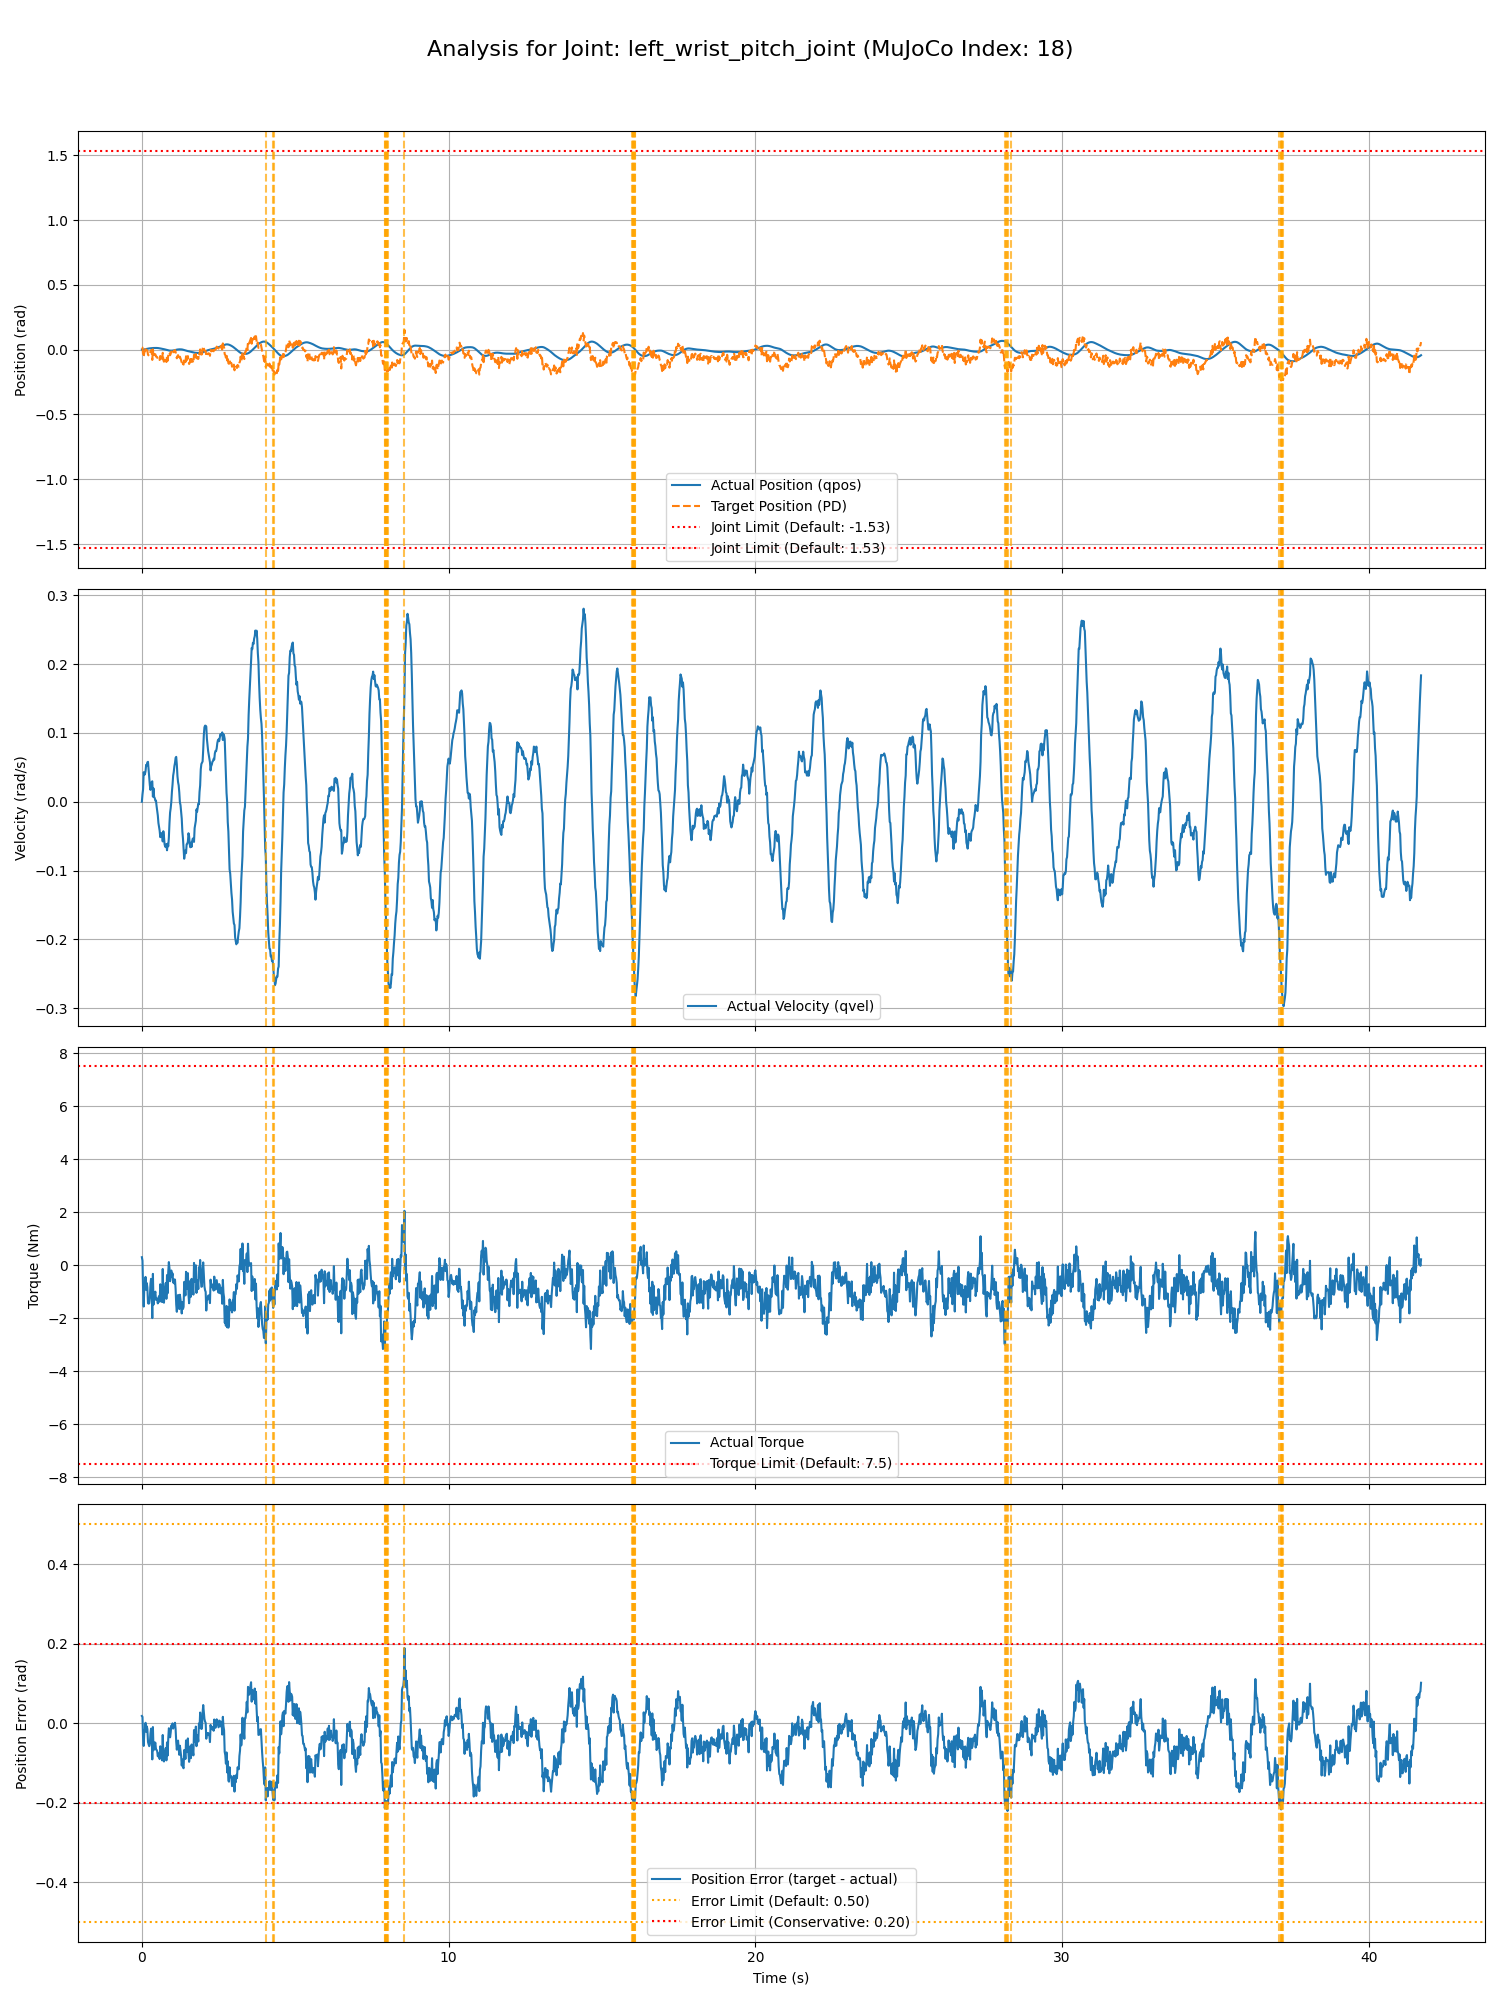 Analysis for Joint: left_wrist_pitch_joint (MuJoCo Index: 18)
Position (rad)
1.5
1.0
0.5
0.0
−0.5
−1.0
−1.5
Actual Position (qpos)
Target Position (PD)
Joint Limit (Default: -1.53)
Joint Limit (Default: 1.53)
Velocity (rad/s)
0.3
0.2
0.1
0.0
−0.1
−0.2
−0.3
Actual Velocity (qvel)
Torque (Nm)
8
6
4
2
0
−2
−4
−6
−8
Actual Torque
Torque Limit (Default: 7.5)
Position Error (rad)
0.4
0.2
0.0
−0.2
−0.4
Position Error (target - actual)
Error Limit (Default: 0.50)
Error Limit (Conservative: 0.20)
0 10 20 30 40
Time (s)